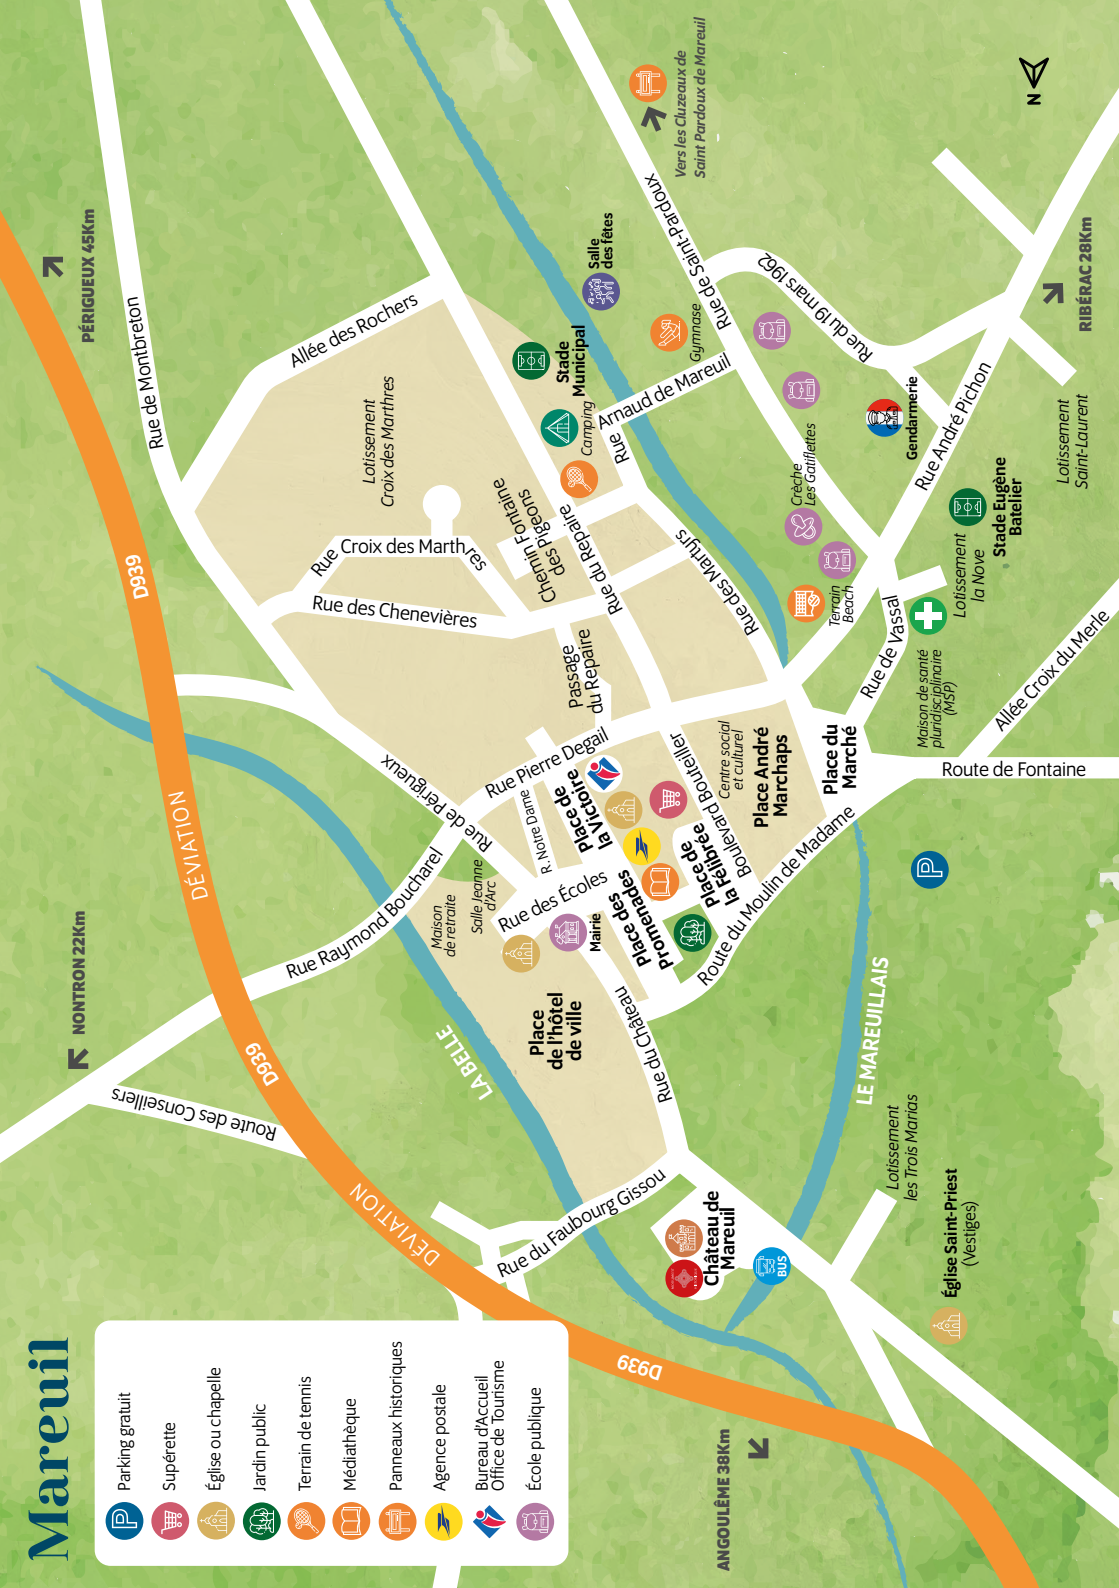 Mareuil
Parking gratuit
Supérette
Église ou chapelle
Jardin public
Terrain de tennis
Médiathèque
Panneaux historiques
Agence postale
Bureau d'Accueil
Office de Tourisme
École publique
NONTRON 22Km
PÉRIGUEUX 45Km
ANGOULÊME 38Km
RIBÉRAC 28Km
N
D939
DÉVIATION
D939
DÉVIATION
D939
Route des Conseillers
Rue Raymond Boucharel
Rue de Montbreton
Allée des Rochers
Lotissement
Croix des Marthres
Rue Croix des Marthres
Rue des Chenevières
Chemin Fontaine
des Pigeons
Rue du Repaire
Passage
du Repaire
Rue de Périgueux
Rue Pierre Degail
R. Notre Dame
Rue des Écoles
Maison
de retraite
Salle Jeanne
d'Arc
Mairie
Place
de l'hôtel
de ville
Place de
la Victoire
Place des
Promenades
Place de
la Félibrée
Boulevard Bouteiller
Centre social
et culturel
Place André
Marchaps
Place du
Marché
Route du Moulin de Madame
Rue du Château
Rue du Faubourg Gissou
Château de
Mareuil
BUS
LA BELLE
LE MAREUILLAIS
Lotissement
les Trois Marias
Église Saint-Priest
(Vestiges)
Stade
Municipal
Camping
Salle
des fêtes
Gymnase
Rue Arnaud de Mareuil
Rue des Martyrs
Rue de Saint-Pardoux
Vers les Cluzeaux de
Saint Pardoux de Mareuil
Rue du 19 mars 1962
Gendarmerie
Crèche
Les Gatiflettes
Terrain
Beach
Rue André Pichon
Rue de Vassal
Maison de santé
pluridisciplinaire
(MSP)
Lotissement
la Nove
Stade Eugène
Batelier
Lotissement
Saint-Laurent
Allée Croix du Merle
Route de Fontaine